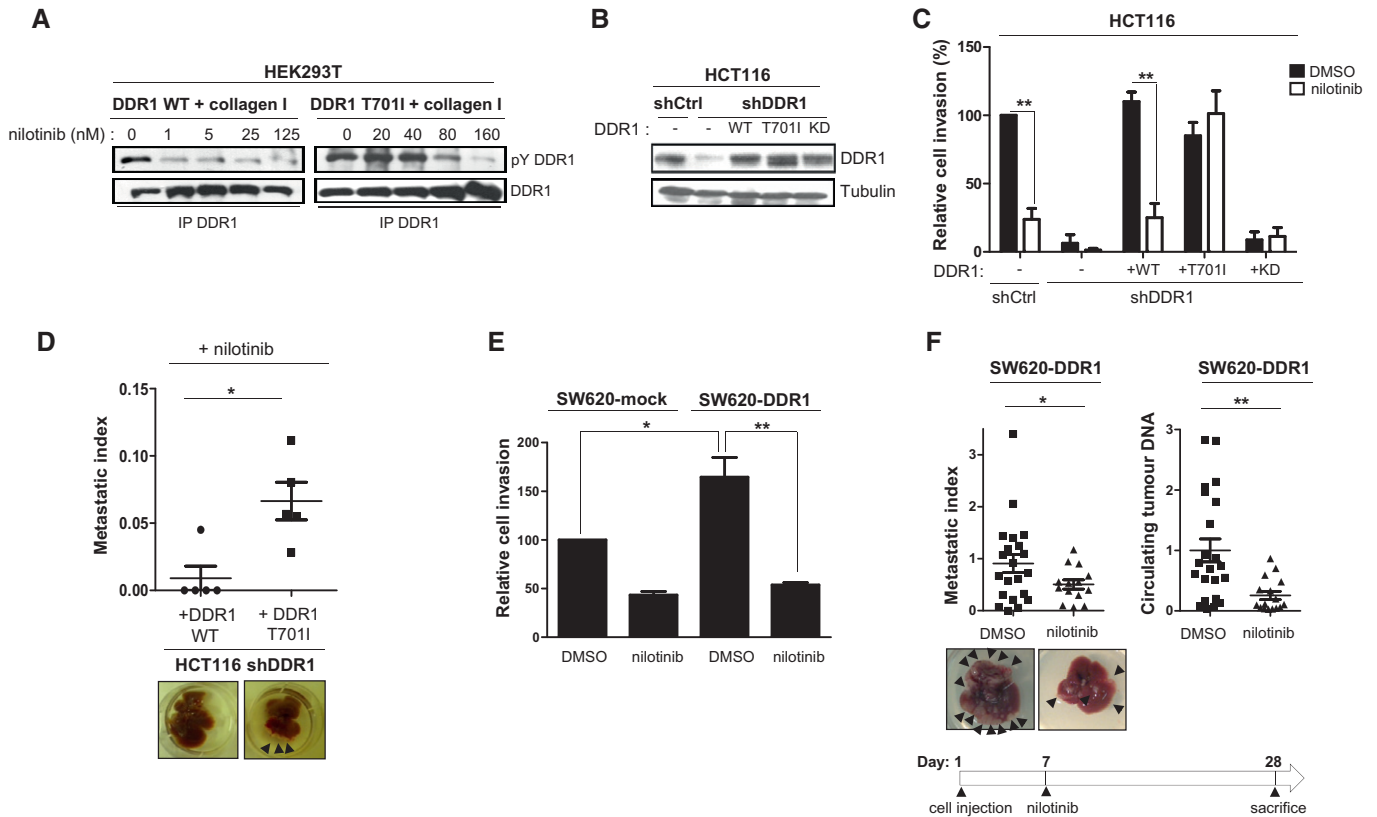 A
HEK293T
DDR1 WT + collagen I
DDR1 T701I + collagen I
nilotinib (nM) : 0 1 5 25 125
0 20 40 80 160
pY DDR1
DDR1
IP DDR1
IP DDR1
B
HCT116
shCtrl shDDR1
DDR1 : - - WT T701I KD
DDR1
Tubulin
C
HCT116
Relative cell invasion (%)
150
100
50
0
**
**
DMSO
nilotinib
DDR1: - - +WT +T701I +KD
shCtrl shDDR1
D
+ nilotinib
Metastatic index
0.15
0.10
0.05
0.00
*
+DDR1 WT
+ DDR1 T701I
HCT116 shDDR1
E
SW620-mock SW620-DDR1
Relative cell invasion
200
150
100
50
0
*
**
DMSO nilotinib DMSO nilotinib
F
SW620-DDR1
*
Metastatic index
3
2
1
0
DMSO nilotinib
SW620-DDR1
**
Circulating tumour DNA
3
2
1
0
DMSO nilotinib
Day: 1 7 28
cell injection nilotinib sacrifice